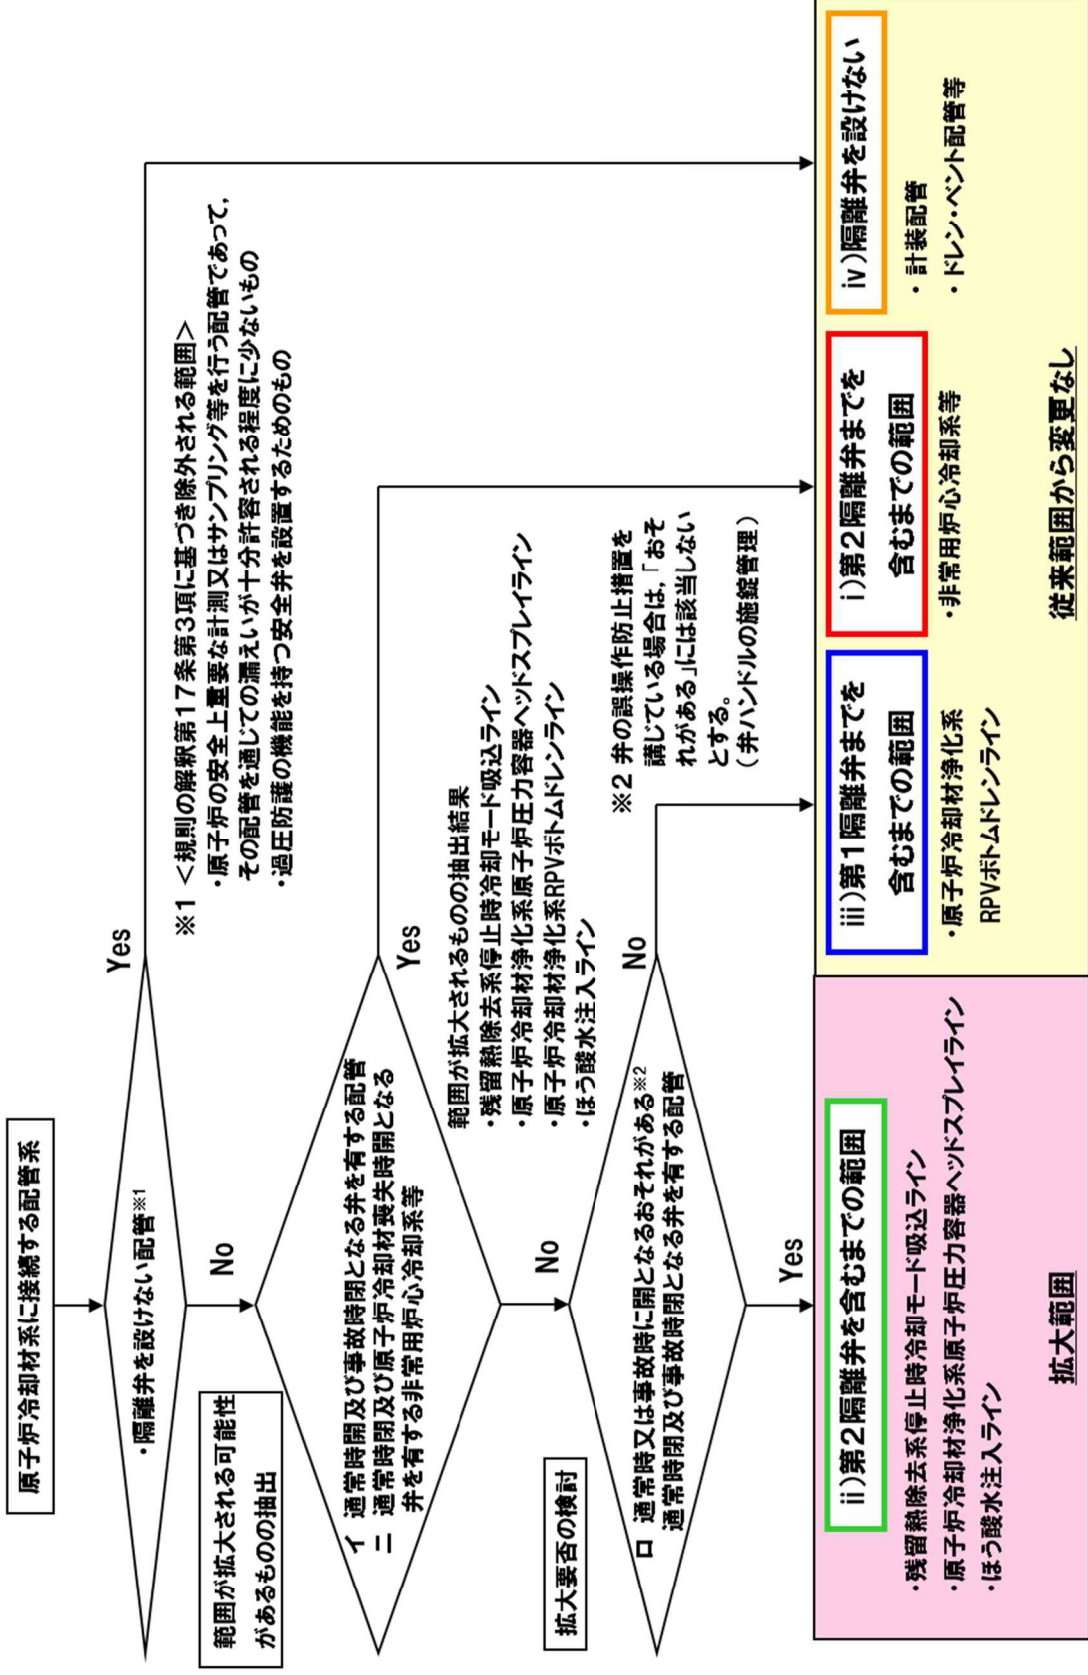 原子炉冷却材系に接続する配管系
・隔離弁を設けない配管※1
Yes
No
※1 ＜規則の解釈第17条第3項に基づき除外される範囲＞
・原子炉の安全上重要な計測又はサンプリング等を行う配管であって，
その配管を通じての漏えいが十分許容される程度に少ないもの
・過圧防護の機能を持つ安全弁を設置するためのもの
範囲が拡大される可能性
があるものの抽出
イ 通常時開及び事故時閉となる弁を有する配管
ニ 通常時閉及び原子炉冷却材喪失時開となる
弁を有する非常用炉心冷却系等
Yes
No
範囲が拡大されるものの抽出結果
・残留熱除去系停止時冷却モード吸込ライン
・原子炉冷却材浄化系原子炉圧力容器ヘッドスプレイライン
・原子炉冷却材浄化系RPVボトムドレンライン
・ほう酸水注入ライン
拡大要否の検討
ロ 通常時又は事故時に開となるおそれがある※2
通常時閉及び事故時閉となる弁を有する配管
No
Yes
※2 弁の誤操作防止措置を
講じている場合は，「おそ
れがある」には該当しない
とする。
（弁ハンドルの施錠管理）
ii）第2隔離弁を含むまでの範囲
・残留熱除去系停止時冷却モード吸込ライン
・原子炉冷却材浄化系原子炉圧力容器ヘッドスプレイライン
・ほう酸水注入ライン
拡大範囲
iii）第1隔離弁までを
含むまでの範囲
・原子炉冷却材浄化系
RPVボトムドレンライン
i）第2隔離弁までを
含むまでの範囲
・非常用炉心冷却系等
iv）隔離弁を設けない
・計装配管
・ドレン・ベント配管等
従来範囲から変更なし